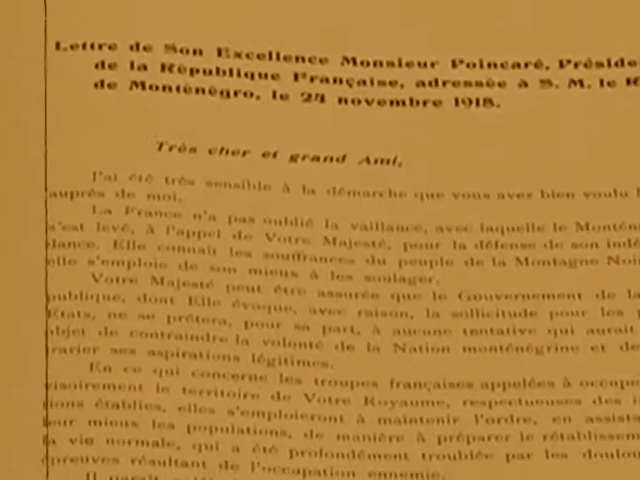 Lettre de Son Excellence Monsieur Poincaré, Préside
de la République Française, adressée à S. M. le R
de Monténégro, le 24 novembre 1918.
Très cher et grand Ami,
J'ai été très sensible à la démarche que vous avez bien voulu
auprès de moi.
La France n'a pas oublié la vaillance, avec laquelle le Montén
s'est levé, à l'appel de Votre Majesté, pour la défense de son indé
dance. Elle connaît les souffrances du peuple de la Montagne Noi
elle s'emploie de son mieux à les soulager.
Votre Majesté peut être assurée que le Gouvernement de la
publique, dont Elle évoque, avec raison, la sollicitude pour les
Etats, ne se prêtera, pour sa part, à aucune tentative qui aurait
objet de contraindre la volonté de la Nation monténégrine et de
rarier ses aspirations légitimes.
En ce qui concerne les troupes françaises appelées à occupe
visoirement le territoire de Votre Royaume, respectueuses des i
tions établies, elles s'emploieront à maintenir l'ordre, en assista
leur mieux les populations, de manière à préparer le rétablissem
la vie normale, qui a été profondément troublée par les doulou
épreuves résultant de l'occupation ennemie.
Il paraît